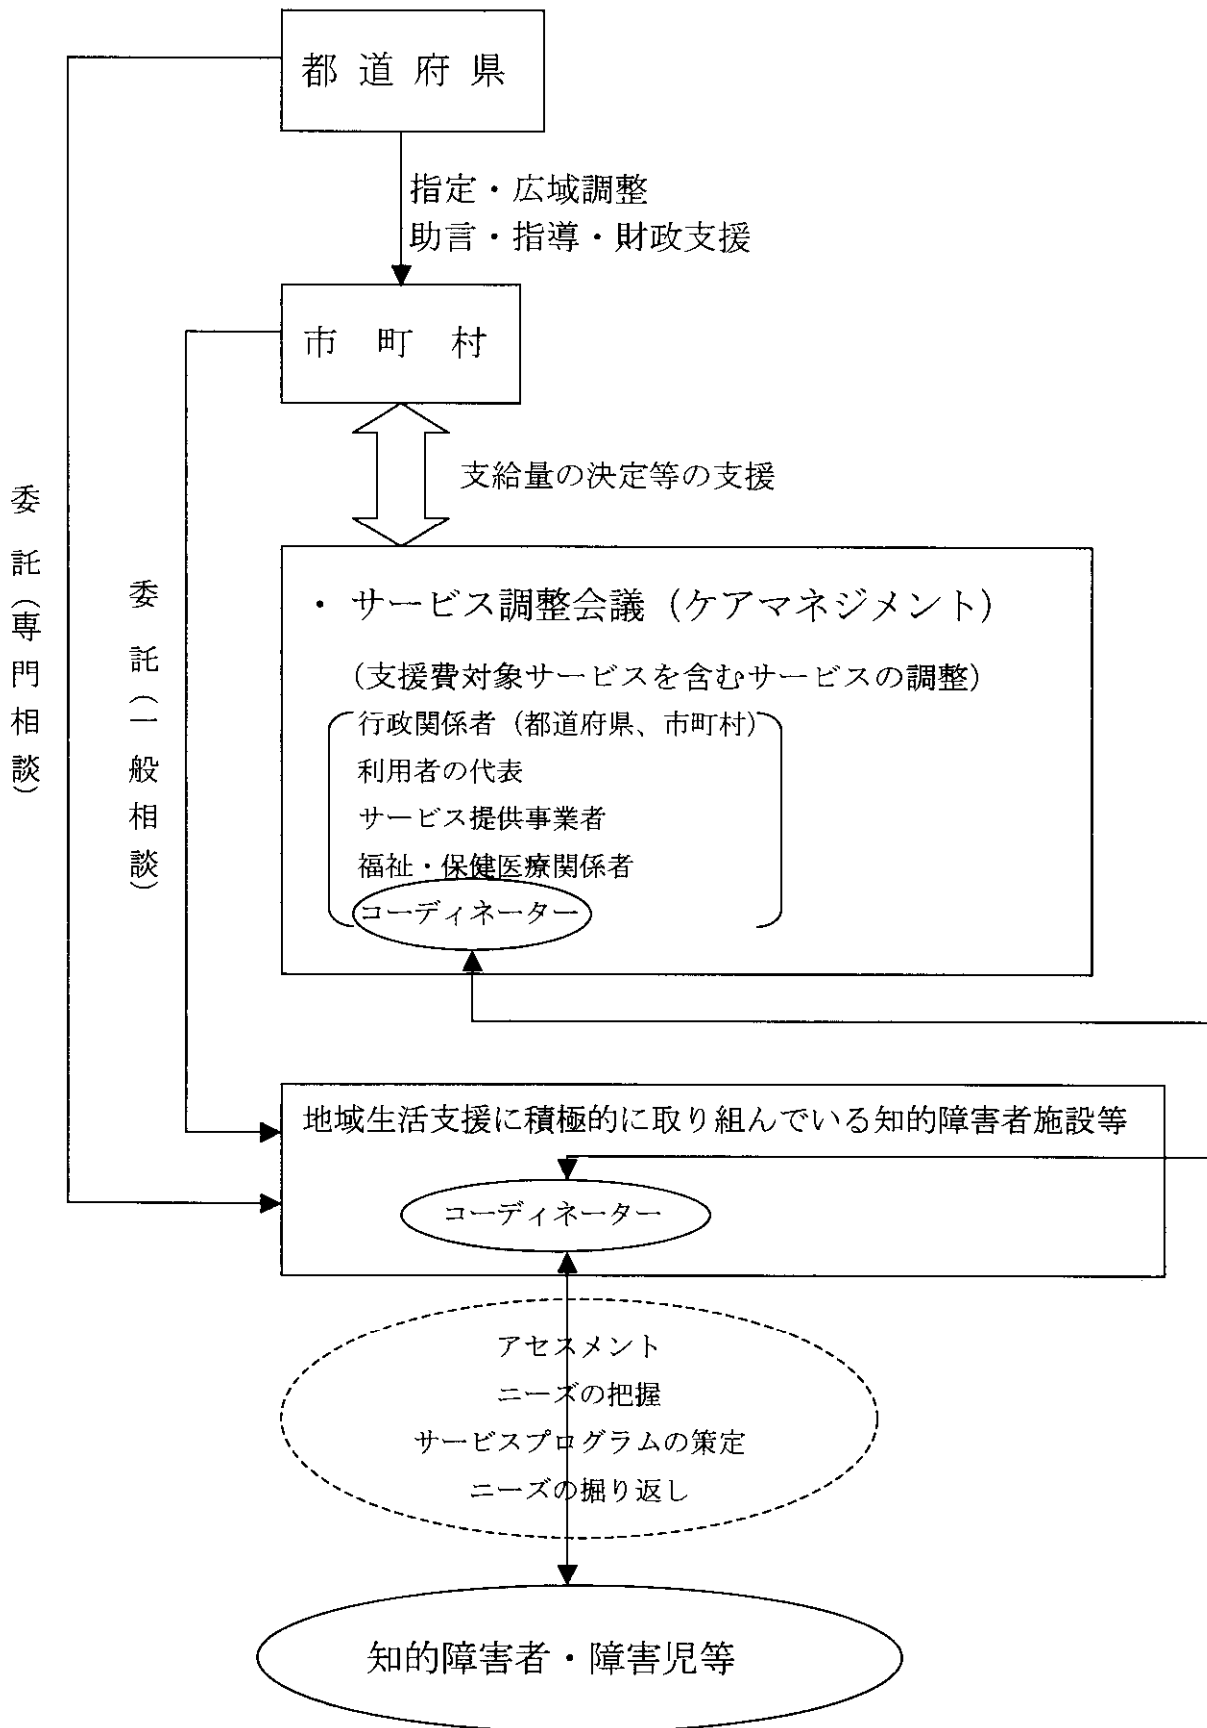 都道府県
指定・広域調整
助言・指導・財政支援
市町村
支給量の決定等の支援
委託(専門相談)
委託(一般相談)
・サービス調整会議(ケアマネジメント)
(支援費対象サービスを含むサービスの調整)
行政関係者(都道府県、市町村)
利用者の代表
サービス提供事業者
福祉・保健医療関係者
コーディネーター
地域生活支援に積極的に取り組んでいる知的障害者施設等
コーディネーター
アセスメント
ニーズの把握
サービスプログラムの策定
ニーズの掘り返し
知的障害者・障害児等